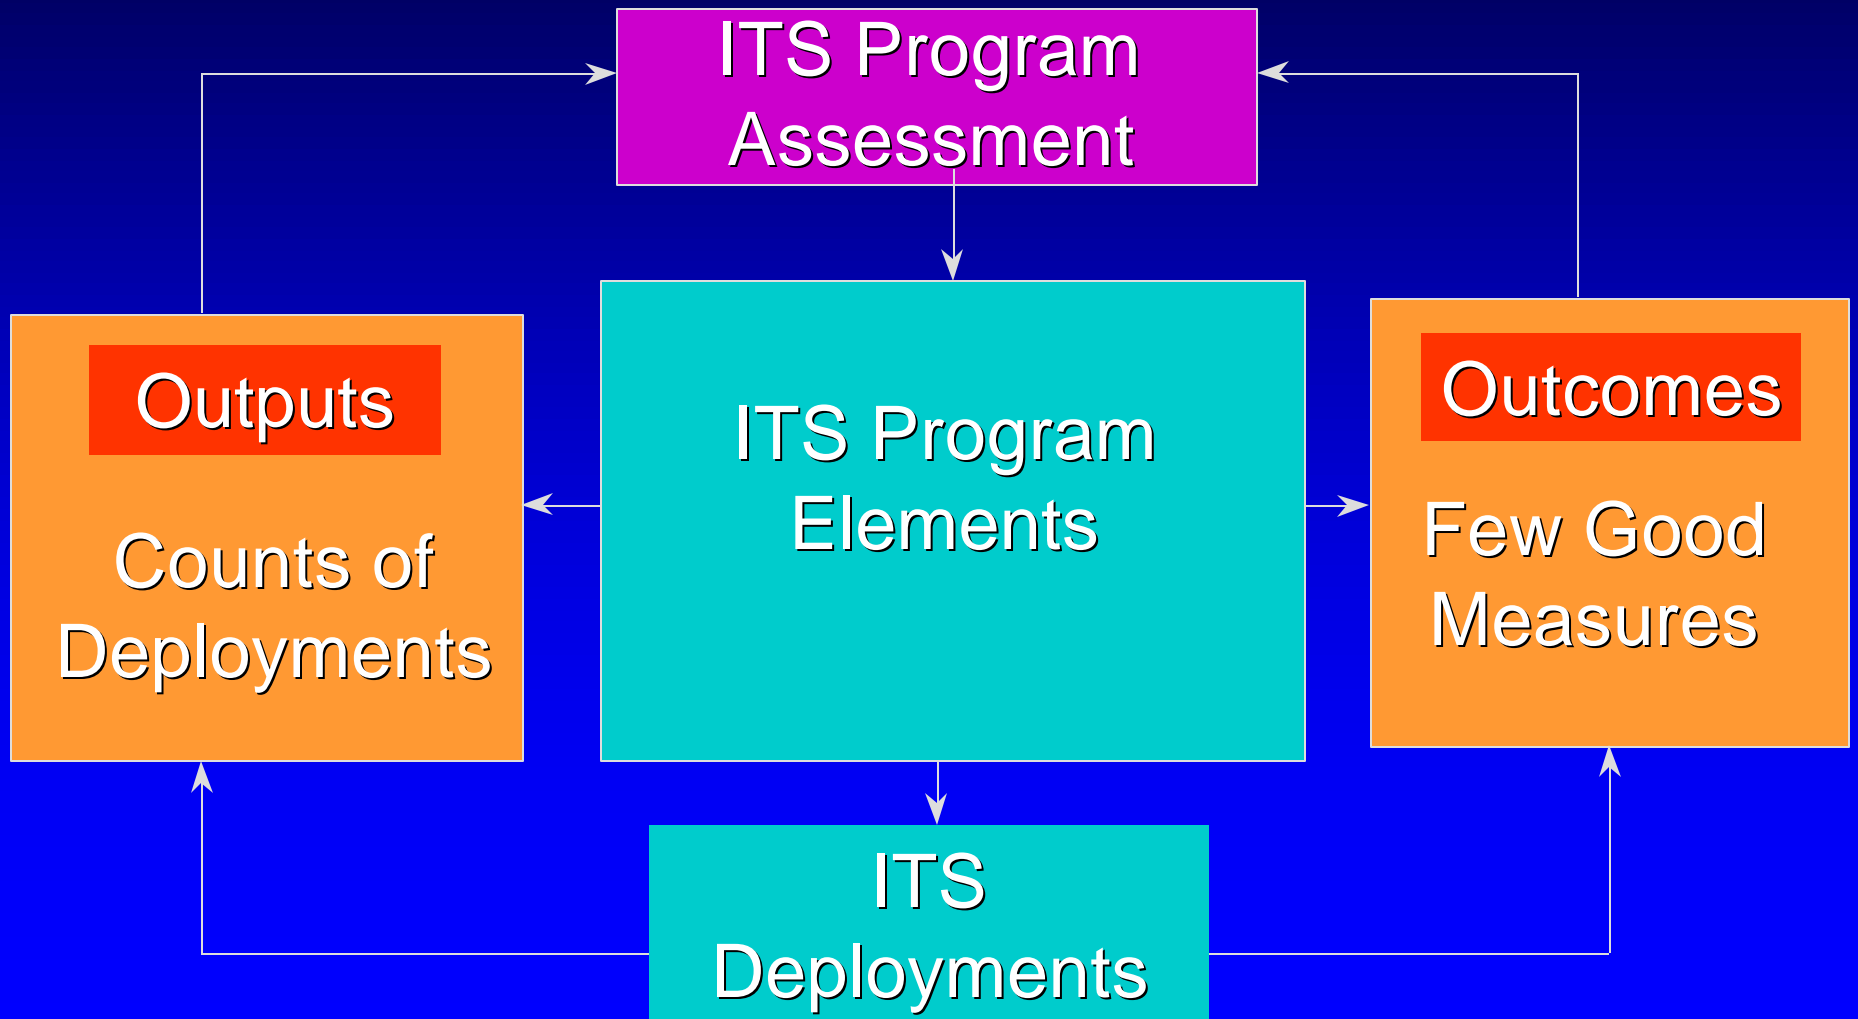 ITS Program
Assessment
Outputs
Counts of
Deployments
ITS Program
Elements
Outcomes
Few Good
Measures
ITS
Deployments